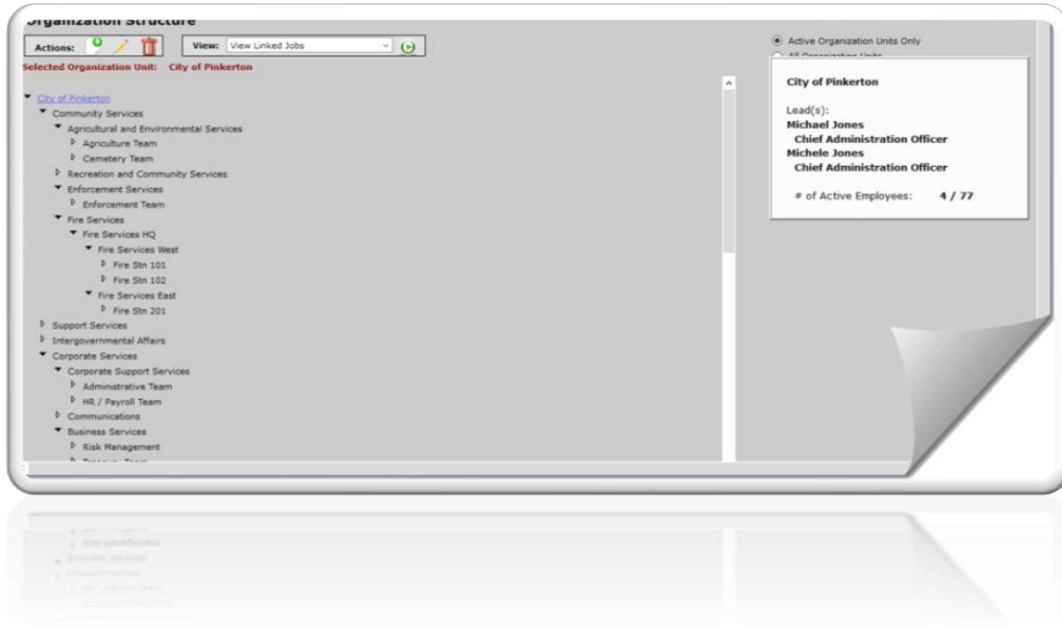 Organization Structure
Actions:
View: View Linked Jobs
Active Organization Units Only
All Organization Units
Selected Organization Unit: City of Pinkerton
City of Pinkerton
Community Services
Agricultural and Environmental Services
Agriculture Team
Cemetery Team
Recreation and Community Services
Enforcement Services
Enforcement Team
Fire Services
Fire Services HQ
Fire Services West
Fire Stn 101
Fire Stn 102
Fire Services East
Fire Stn 201
Support Services
Intergovernmental Affairs
Corporate Services
Corporate Support Services
Administrative Team
HR / Payroll Team
Communications
Business Services
Risk Management
Treasury Team
City of Pinkerton
Lead(s):
Michael Jones
Chief Administration Officer
Michele Jones
Chief Administration Officer
# of Active Employees: 4 / 77